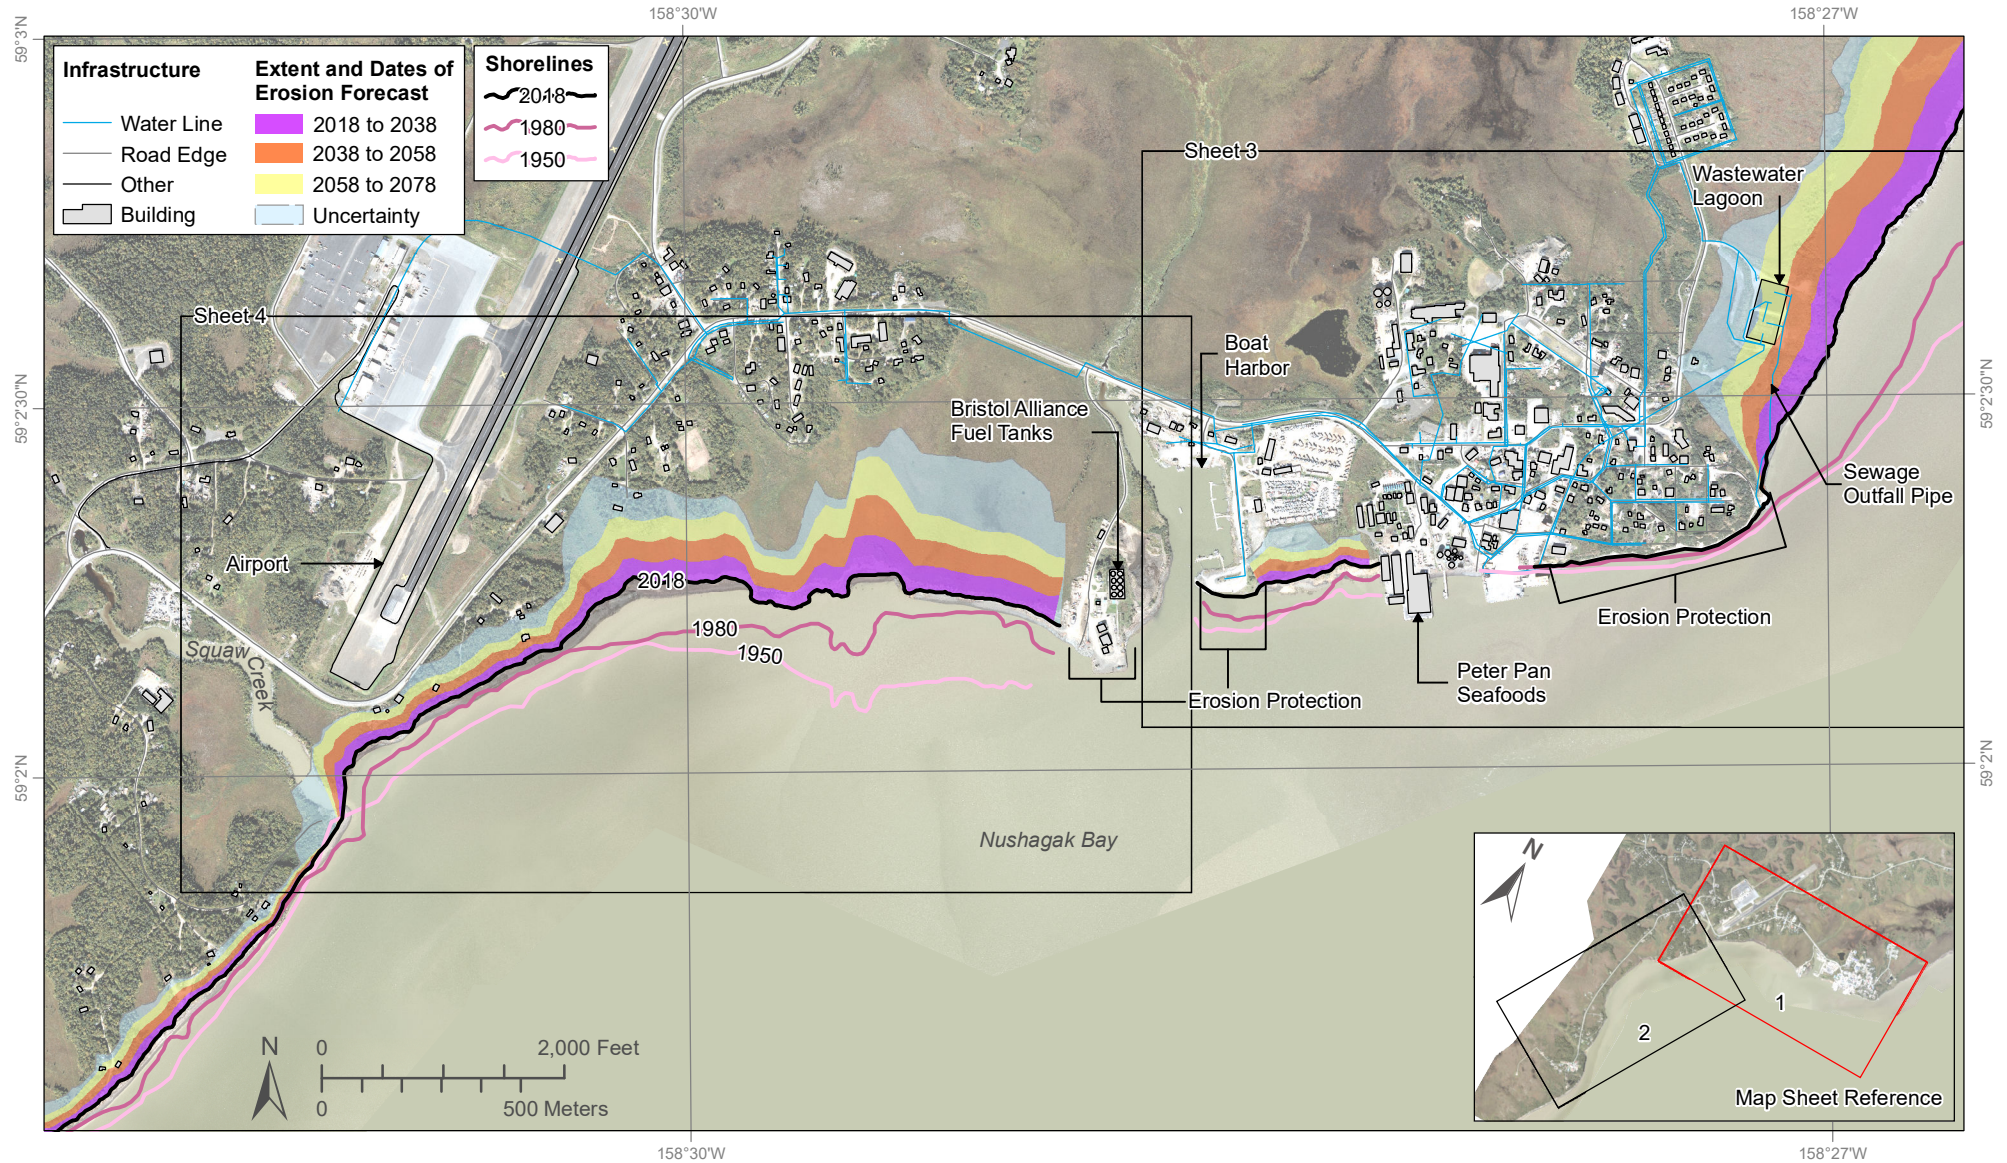 158°30'W
158°27'W
59°3'N
Infrastructure
Water Line
Road Edge
Other
Building
Extent and Dates of
Erosion Forecast
2018 to 2038
2038 to 2058
2058 to 2078
Uncertainty
Shorelines
2018
1980
1950
Sheet 3
Wastewater
Lagoon
Sheet 4
Boat
Harbor
59°2'30"N
59°2'30"N
Bristol Alliance
Fuel Tanks
Sewage
Outfall Pipe
Airport
2018
1980
1950
Erosion Protection
Squaw Creek
Peter Pan
Seafoods
Erosion Protection
59°2'N
59°2'N
Nushagak Bay
N
0
2,000 Feet
0
500 Meters
N
1
2
Map Sheet Reference
158°30'W
158°27'W